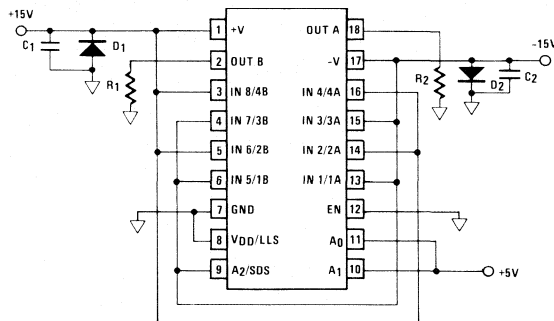 +15V
C1
D1
R1
1 +V
2 OUT B
3 IN 8/4B
4 IN 7/3B
5 IN 6/2B
6 IN 5/1B
7 GND
8 VDD/LLS
9 A2/SDS
OUT A 18
-V 17
IN 4/4A 16
IN 3/3A 15
IN 2/2A 14
IN 1/1A 13
EN 12
A0 11
A1 10
R2
-15V
D2
C2
+5V